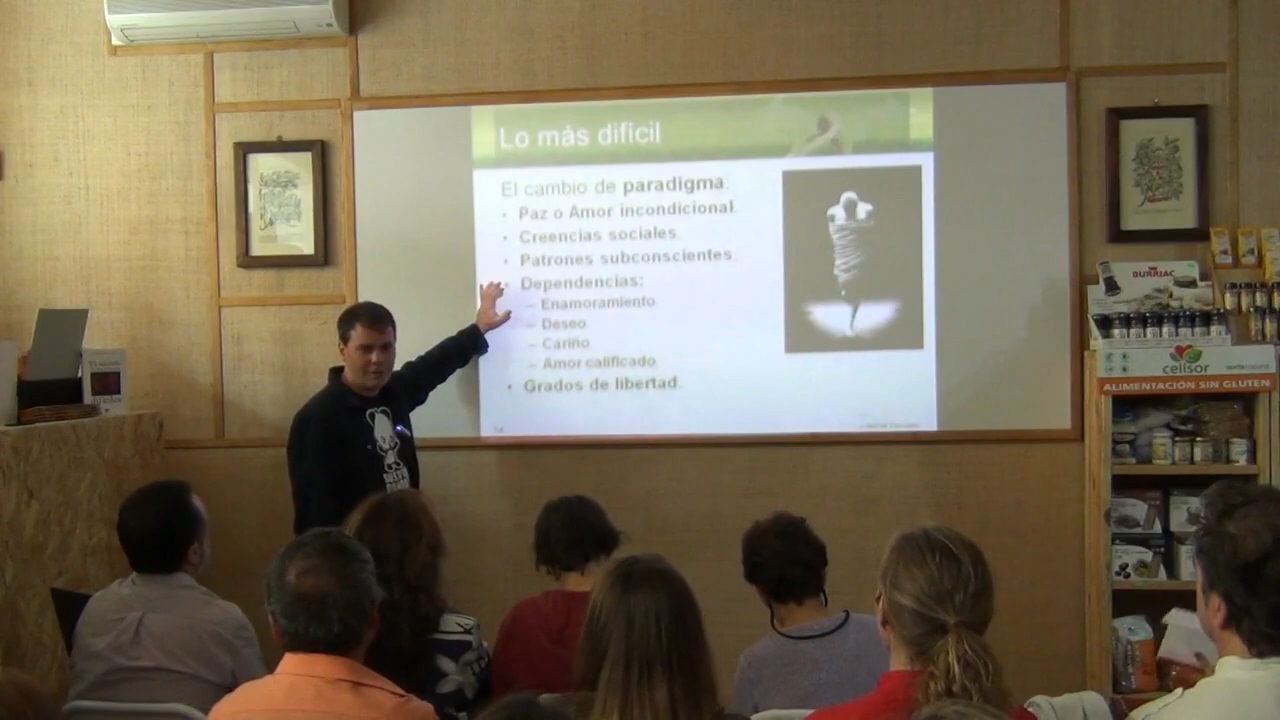 Lo más difícil
El cambio de paradigma:
• Paz o Amor incondicional.
• Creencias sociales.
• Patrones subconscientes.
• Dependencias:
– Enamoramiento
– Deseo
– Cariño
– Amor calificado
• Grados de libertad.
BURRIAC
celisor
ALIMENTACIÓN SIN GLUTEN